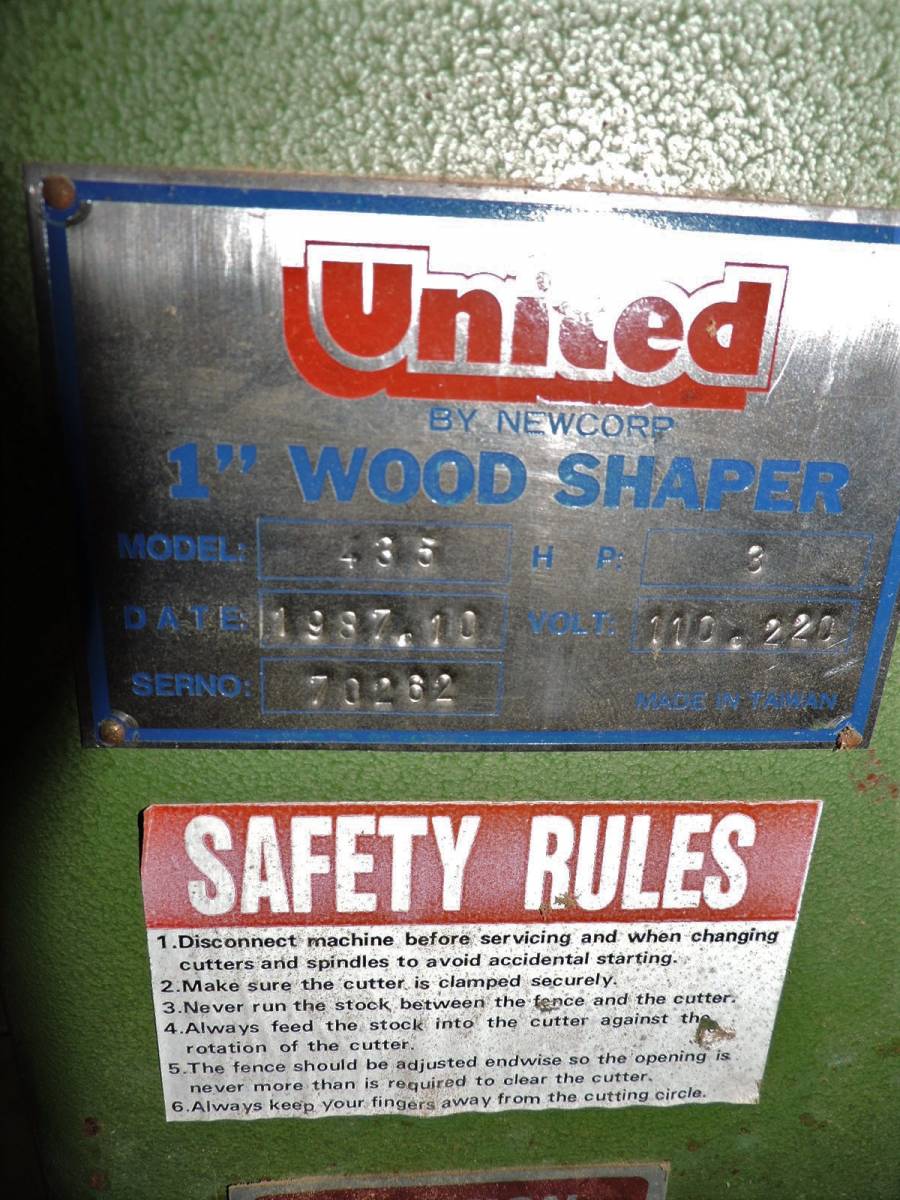 United
BY NEWCORP
1" WOOD SHAPER
MODEL: 435 H P: 3
DATE: 1987.10 VOLT: 110.220
SERNO: 70262
MADE IN TAIWAN
SAFETY RULES
1.Disconnect machine before servicing and when changing
cutters and spindles to avoid accidental starting.
2.Make sure the cutter is clamped securely.
3.Never run the stock between the fence and the cutter.
4.Always feed the stock into the cutter against the
rotation of the cutter.
5.The fence should be adjusted endwise so the opening is
never more than is required to clear the cutter.
6.Always keep your fingers away from the cutting circle.